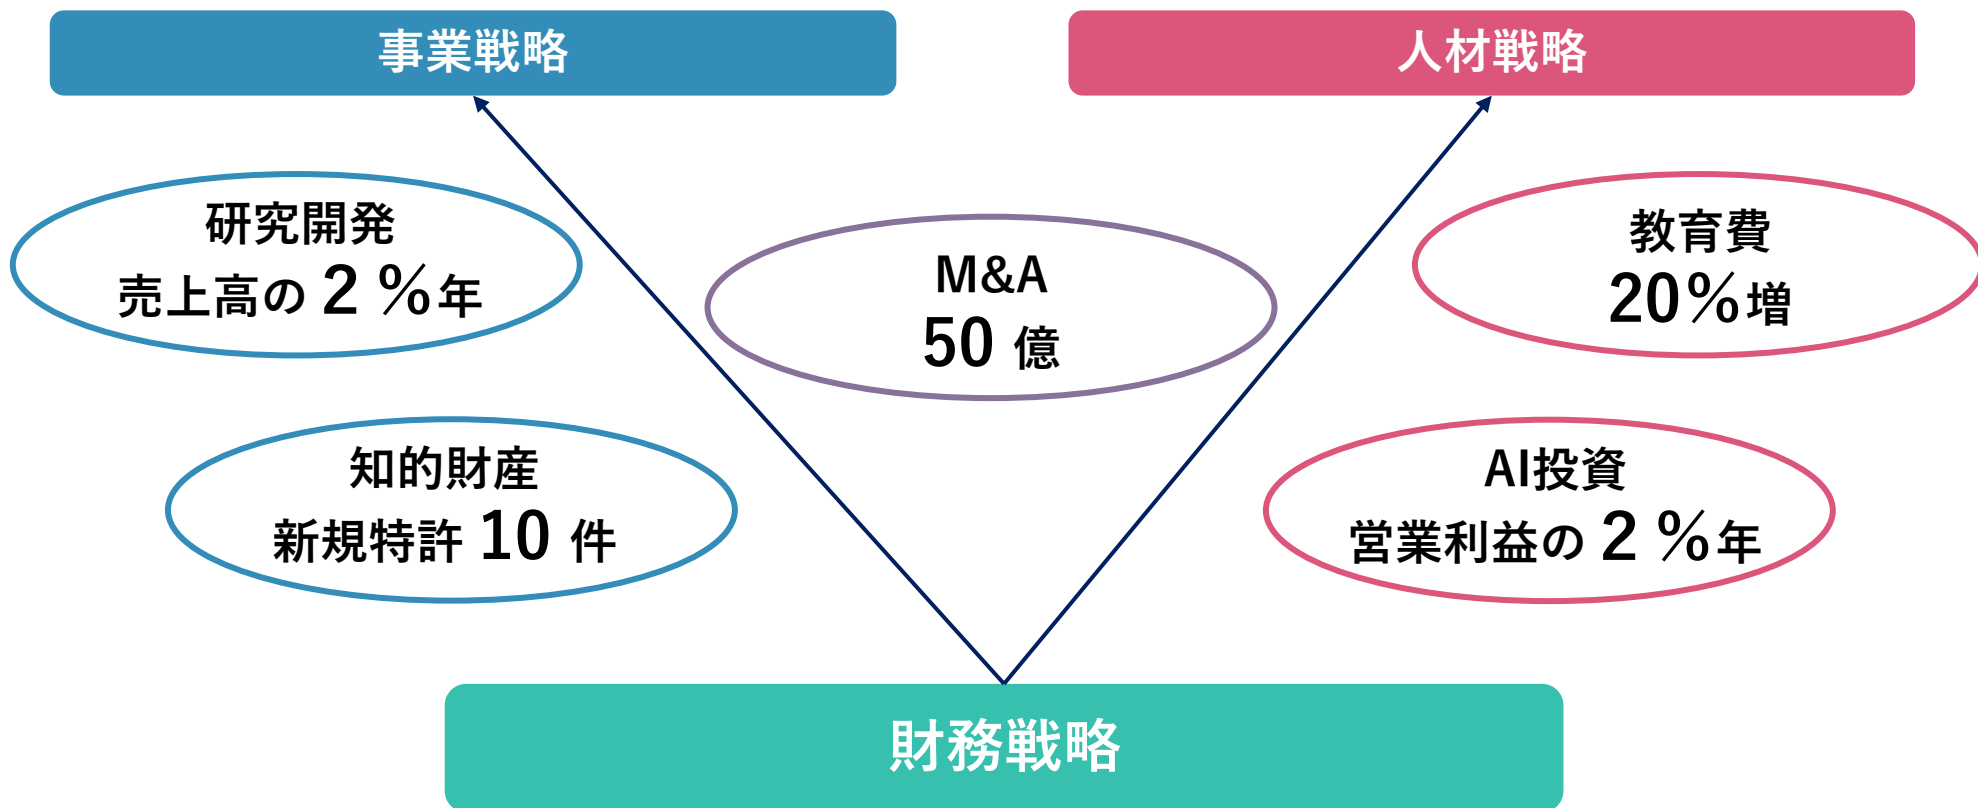 事業戦略
人材戦略
研究開発
売上高の 2 %年
M&A
50 億
教育費
20%増
知的財産
新規特許 10 件
AI投資
営業利益の 2 %年
財務戦略